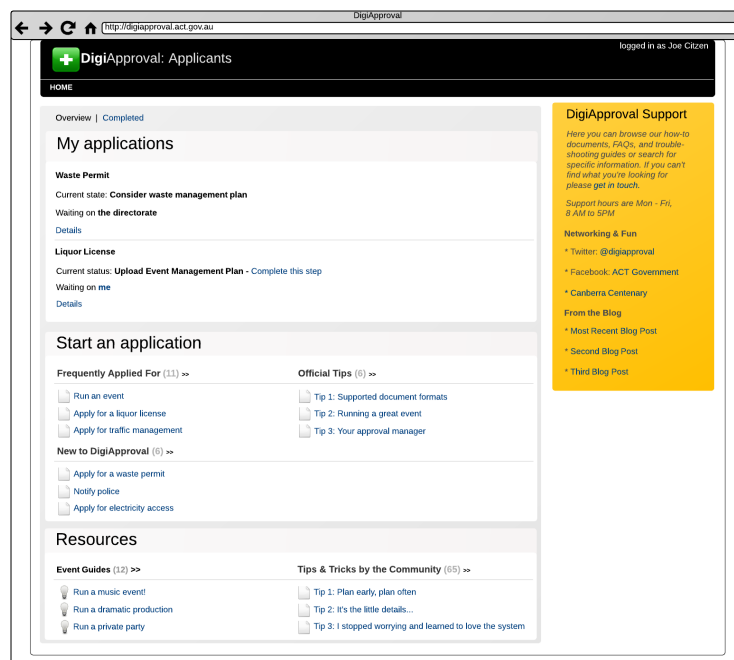 DigiApproval
http://digiapproval.act.gov.au
logged in as Joe Citzen
DigiApproval: Applicants
HOME
Overview | Completed
My applications
Waste Permit
Current state: Consider waste management plan
Waiting on the directorate
Details
Liquor License
Current status: Upload Event Management Plan - Complete this step
Waiting on me
Details
Start an application
Frequently Applied For (11) >>
Run an event
Apply for a liquor license
Apply for traffic management
New to DigiApproval (6) >>
Apply for a waste permit
Notify police
Apply for electricity access
Official Tips (6) >>
Tip 1: Supported document formats
Tip 2: Running a great event
Tip 3: Your approval manager
Resources
Event Guides (12) >>
Run a music event!
Run a dramatic production
Run a private party
Tips & Tricks by the Community (65) >>
Tip 1: Plan early, plan often
Tip 2: It's the little details...
Tip 3: I stopped worrying and learned to love the system
DigiApproval Support
Here you can browse our how-to
documents, FAQs, and trouble-
shooting guides or search for
specific information. If you can't
find what you're looking for
please get in touch.
Support hours are Mon - Fri,
8 AM to 5PM
Networking & Fun
* Twitter: @digiapproval
* Facebook: ACT Government
* Canberra Centenary
From the Blog
* Most Recent Blog Post
* Second Blog Post
* Third Blog Post